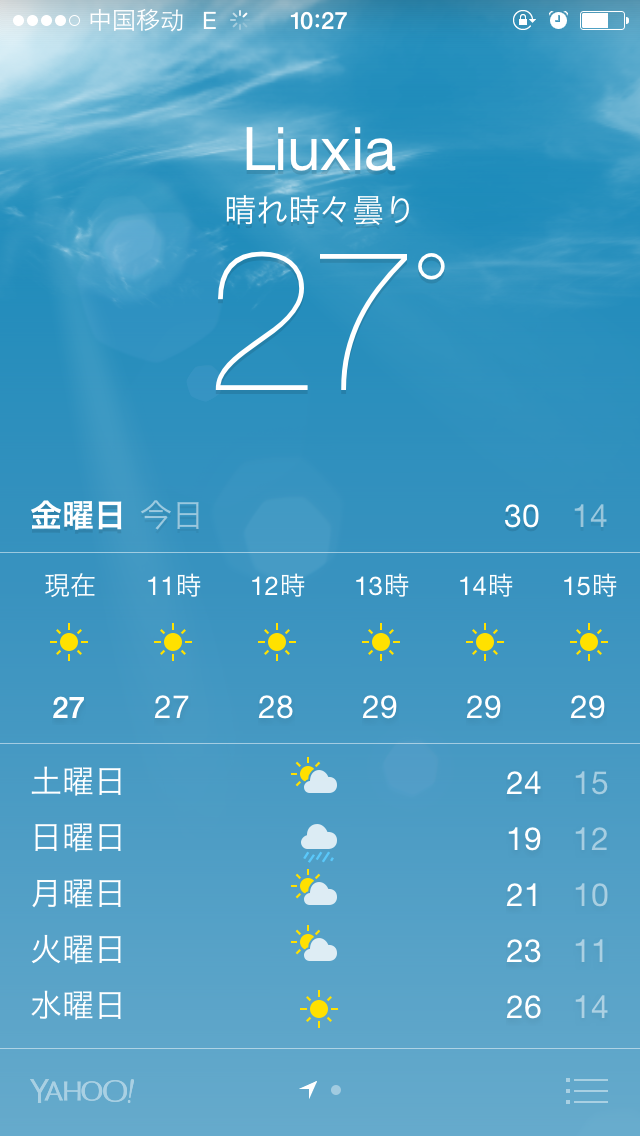 中国移动 E 10:27
Liuxia
晴れ時々曇り
27°
金曜日 今日 30 14
現在 11時 12時 13時 14時 15時
27 27 28 29 29 29
土曜日 24 15
日曜日 19 12
月曜日 21 10
火曜日 23 11
水曜日 26 14
YAHOO!